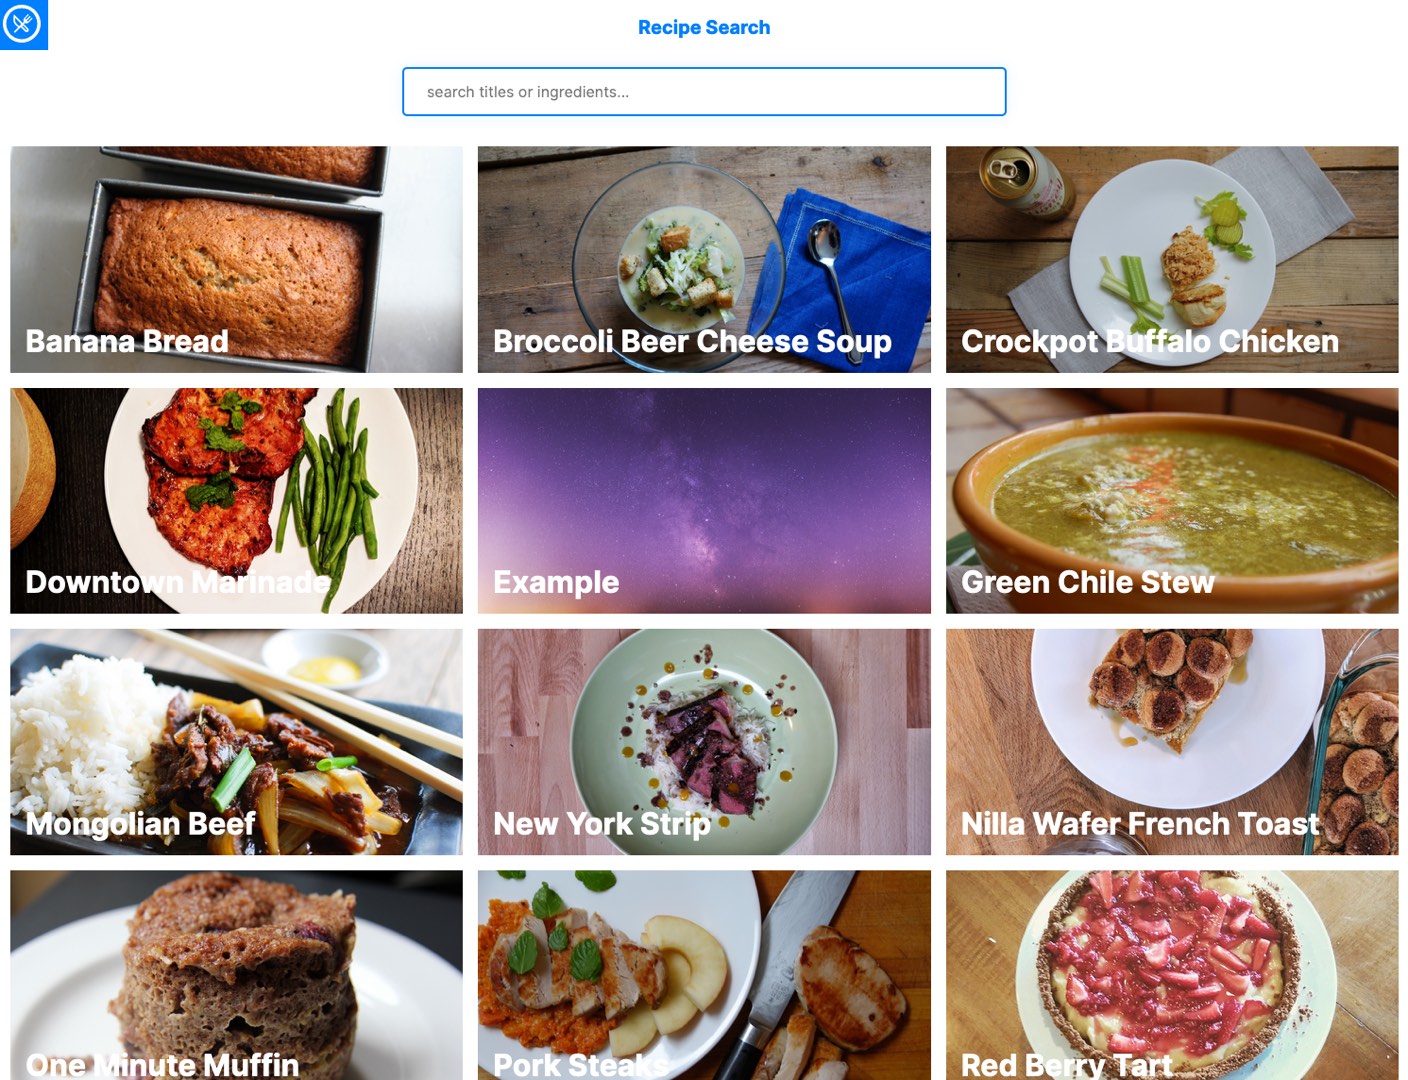 Recipe Search
search titles or ingredients...
Banana Bread
Broccoli Beer Cheese Soup
Crockpot Buffalo Chicken
Downtown Marinade
Example
Green Chile Stew
Mongolian Beef
New York Strip
Nilla Wafer French Toast
One Minute Muffin
Pork Steaks
Red Berry Tart